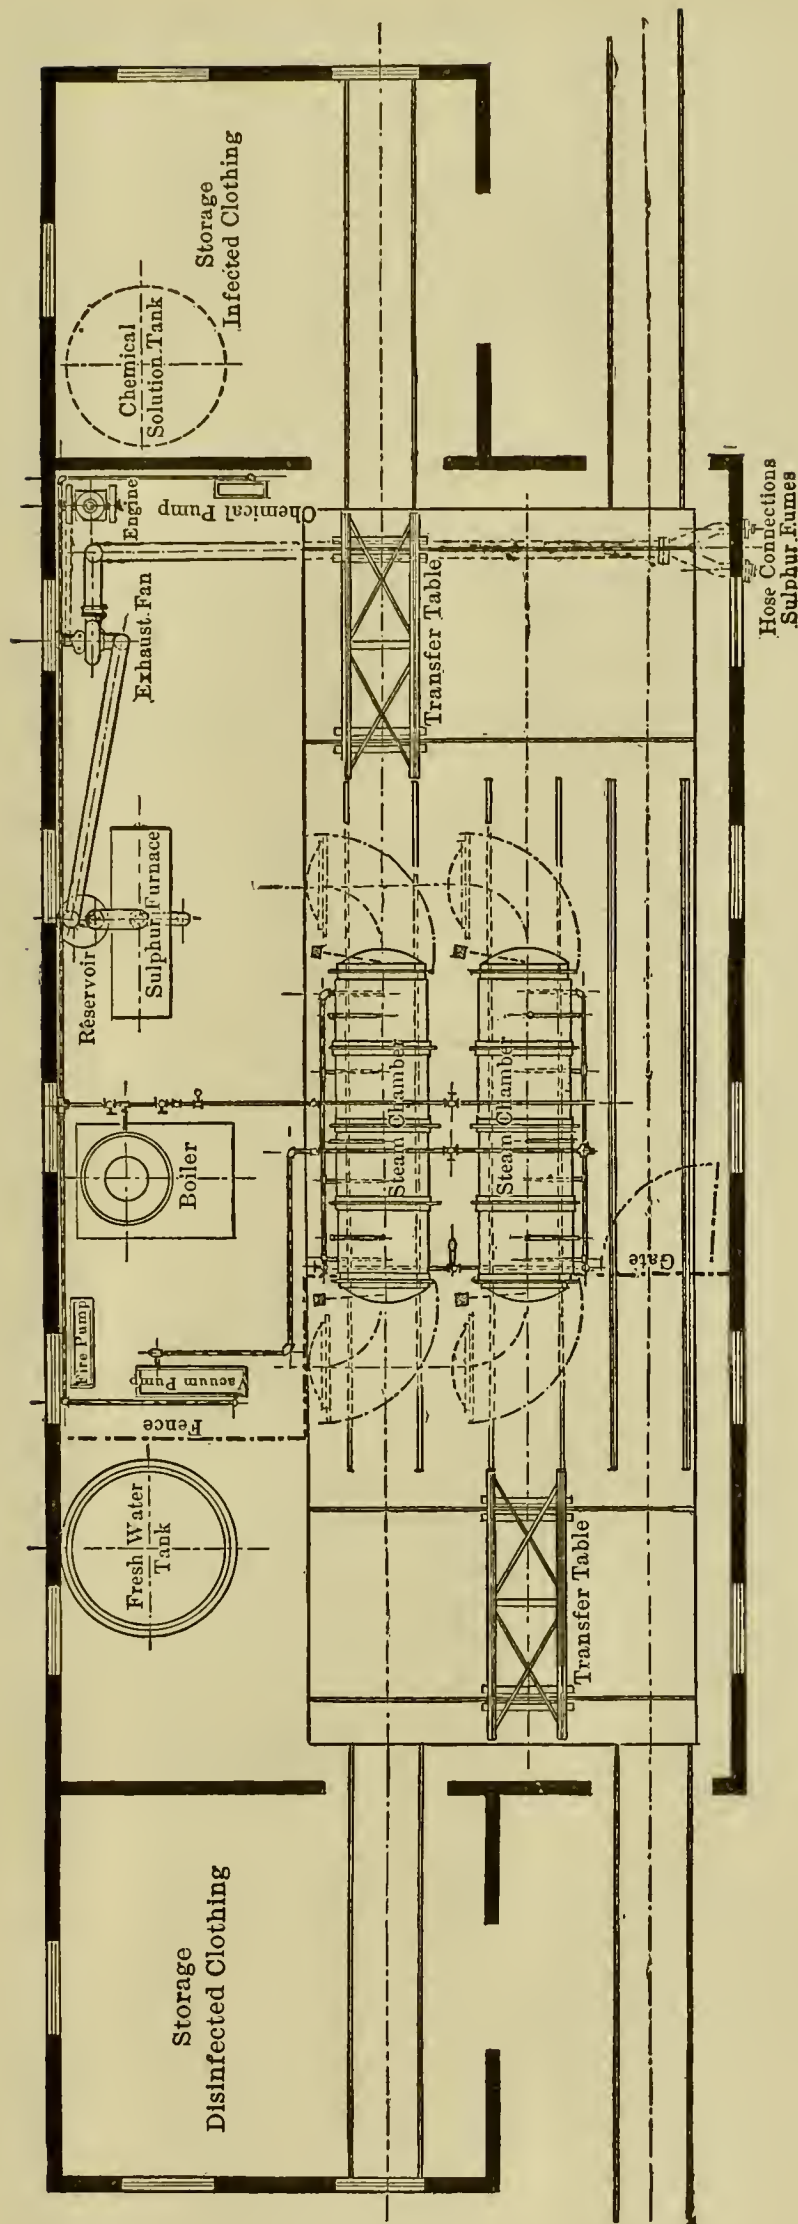 Storage
Infected Clothing
Chemical
Solution Tank
Engine
Chemical Pump
Exhaust Fan
Transfer Table
Hose Connections
Sulphur Fumes
Reservoir
Sulphur Furnace
Steam Chamber
Steam Chamber
Boiler
Gate
Fire Pump
Vacuum Pump
Fence
Fresh Water
Tank
Transfer Table
Storage
Disinfected Clothing